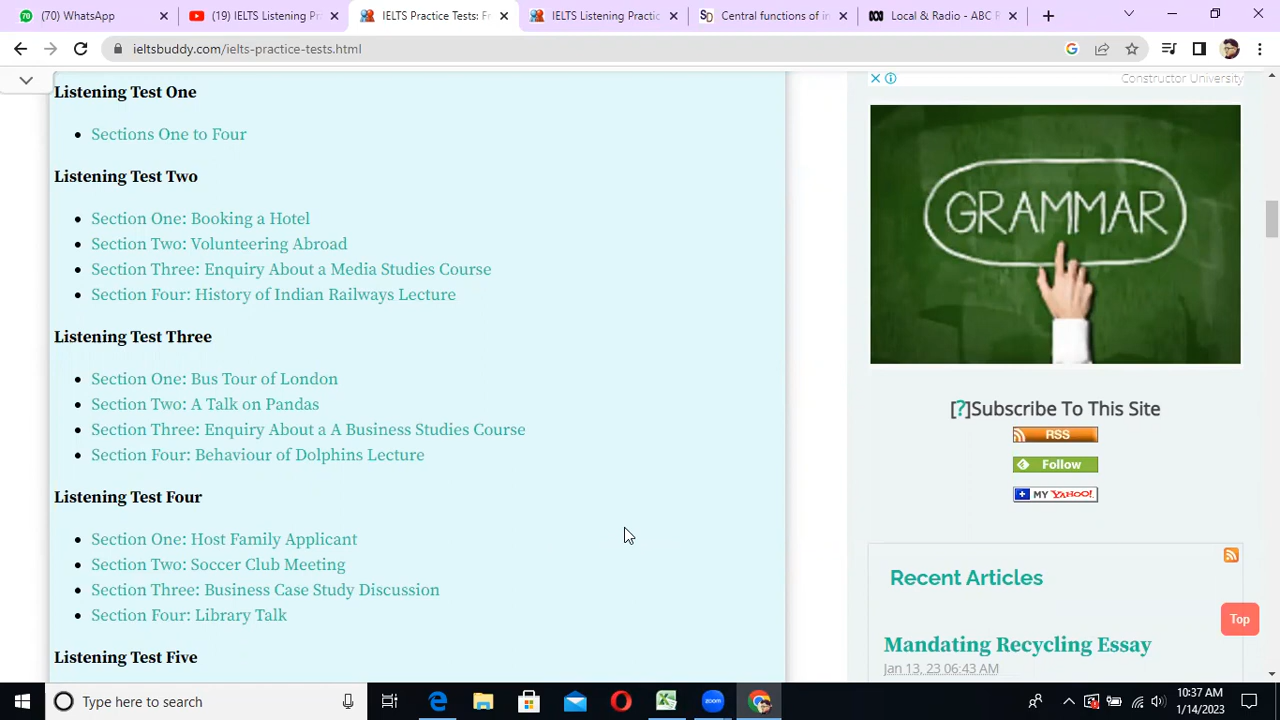 (70) WhatsApp
(19) IELTS Listening Pr
IELTS Practice Tests: F
IELTS Listening Practic
Central functions of in
Local & Radio - ABC R
ieltsbuddy.com/ielts-practice-tests.html
Listening Test One
Sections One to Four
Listening Test Two
Section One: Booking a Hotel
Section Two: Volunteering Abroad
Section Three: Enquiry About a Media Studies Course
Section Four: History of Indian Railways Lecture
Listening Test Three
Section One: Bus Tour of London
Section Two: A Talk on Pandas
Section Three: Enquiry About a A Business Studies Course
Section Four: Behaviour of Dolphins Lecture
Listening Test Four
Section One: Host Family Applicant
Section Two: Soccer Club Meeting
Section Three: Business Case Study Discussion
Section Four: Library Talk
Listening Test Five
Constructor University
GRAMMAR
[?]Subscribe To This Site
RSS
Follow
MY YAHOO!
Recent Articles
Mandating Recycling Essay
Jan 13, 23 06:43 AM
Top
Type here to search
zoom
10:37 AM
1/14/2023